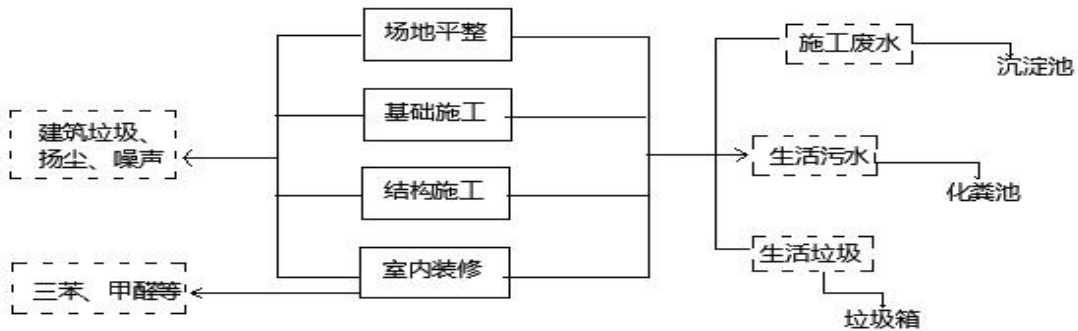 场地平整
施工废水
沉淀池
基础施工
建筑垃圾、
扬尘、噪声
生活污水
结构施工
化粪池
生活垃圾
室内装修
三苯、甲醛等
垃圾箱